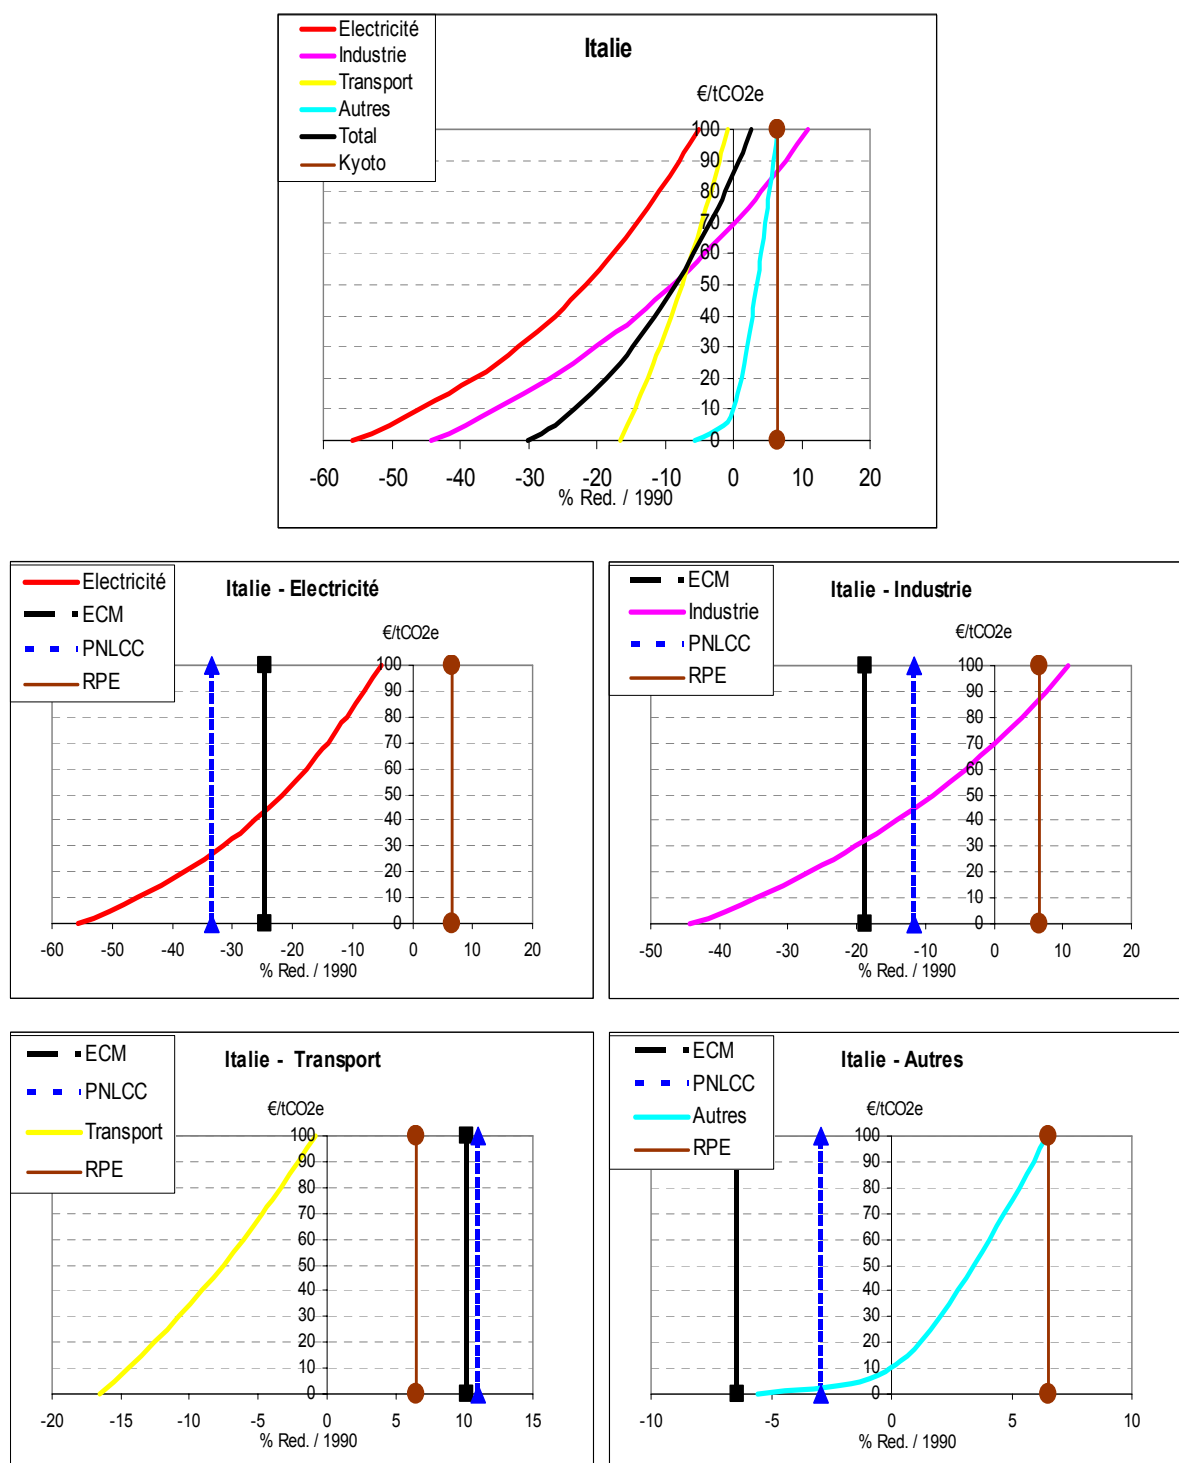 Electricité
Industrie
Transport
Autres
Total
Kyoto
Italie
€/tCO2e
100
90
80
70
60
50
40
30
20
10
0
-60 -50 -40 -30 -20 -10 0 10 20
% Red. / 1990
Electricité
ECM
PNLCC
RPE
Italie - Electricité
€/tCO2e
100
90
80
70
60
50
40
30
20
10
0
-60 -50 -40 -30 -20 -10 0 10 20
% Red. / 1990
ECM
Industrie
PNLCC
RPE
Italie - Industrie
€/tCO2e
100
90
80
70
60
50
40
30
20
10
0
-50 -40 -30 -20 -10 0 10 20
% Red. / 1990
ECM
PNLCC
Transport
RPE
Italie - Transport
€/tCO2e
100
90
80
70
60
50
40
30
20
10
0
-20 -15 -10 -5 0 5 10 15
% Red. / 1990
ECM
PNLCC
Autres
RPE
Italie - Autres
€/tCO2e
100
90
80
70
60
50
40
30
20
10
0
-10 -5 0 5 10
% Red. / 1990